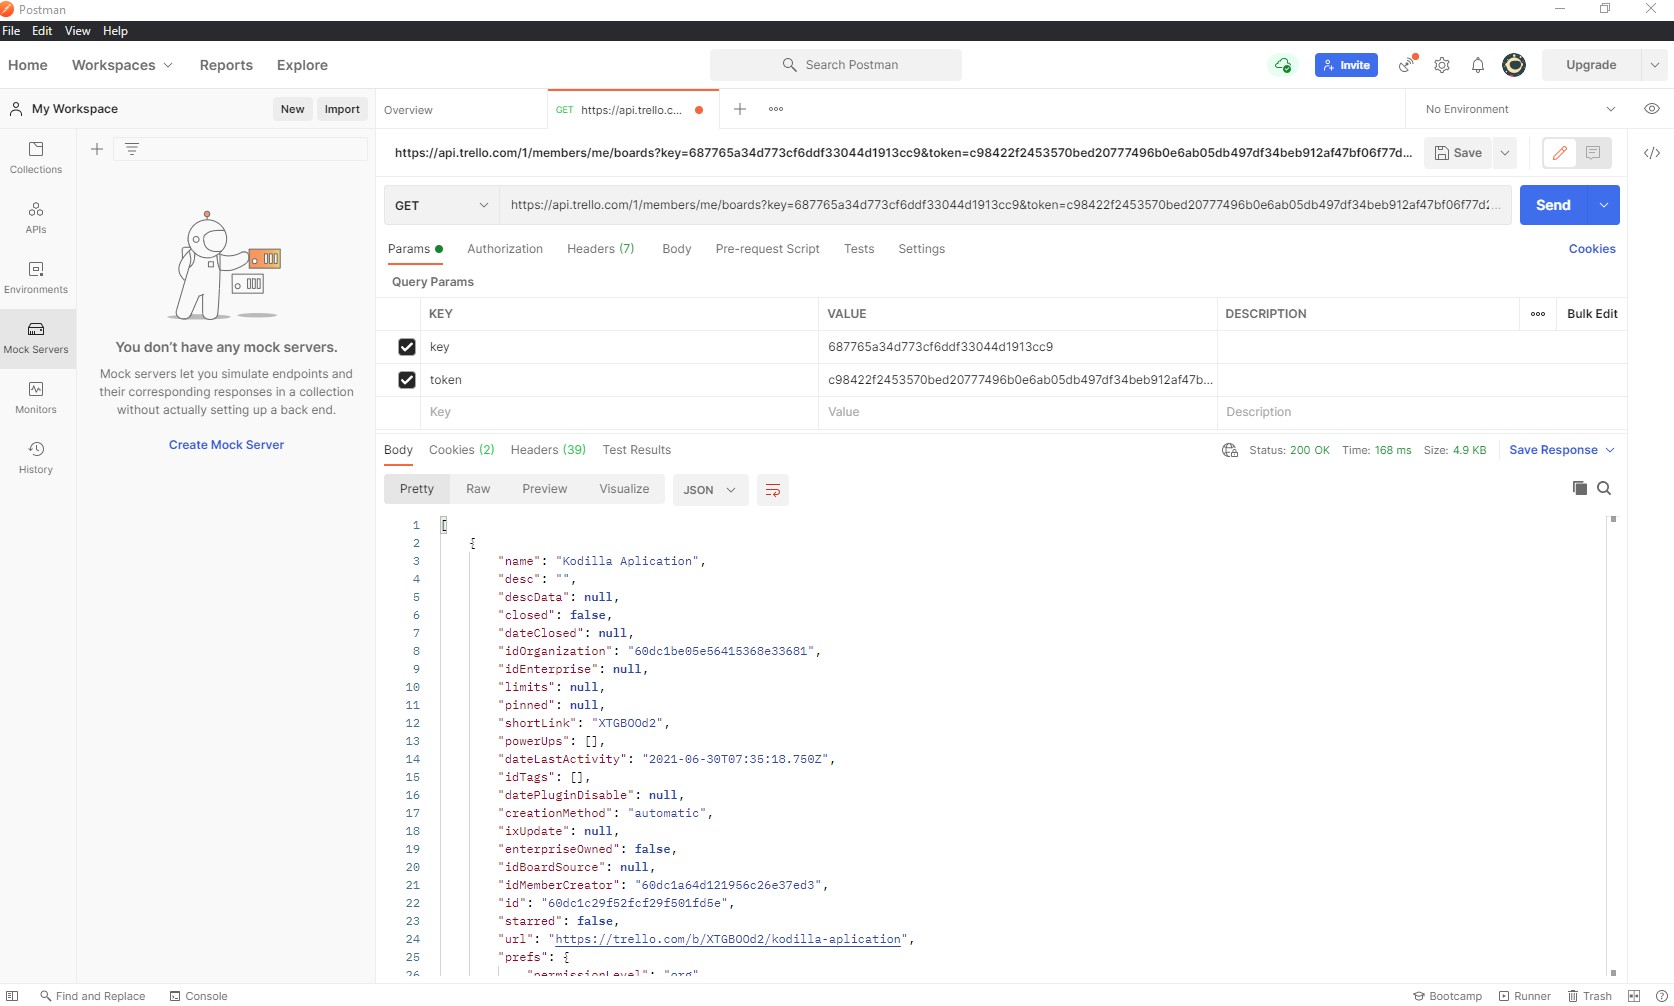 Postman
File Edit View Help
Home Workspaces Reports Explore Search Postman Invite Upgrade
My Workspace New Import Overview GET https://api.trello.c... No Environment
https://api.trello.com/1/members/me/boards?key=687765a34d773cf6ddf33044d1913cc9&token=c98422f2453570bed20777496b0e6ab05db497df34beb912af47bf06f77d... Save
Collections
GET https://api.trello.com/1/members/me/boards?key=687765a34d773cf6ddf33044d1913cc9&token=c98422f2453570bed20777496b0e6ab05db497df34beb912af47bf06f77d2... Send
APIs
Params Authorization Headers (7) Body Pre-request Script Tests Settings Cookies
Query Params
Environments
KEY VALUE DESCRIPTION Bulk Edit
Mock Servers
You don't have any mock servers.
key 687765a34d773cf6ddf33044d1913cc9
Mock servers let you simulate endpoints and
their corresponding responses in a collection
without actually setting up a back end.
token c98422f2453570bed20777496b0e6ab05db497df34beb912af47b...
Monitors
Key Value Description
Create Mock Server
History
Body Cookies (2) Headers (39) Test Results Status: 200 OK Time: 168 ms Size: 4.9 KB Save Response
Pretty Raw Preview Visualize JSON
1 [
2 {
3 "name": "Kodilla Aplication",
4 "desc": "",
5 "descData": null,
6 "closed": false,
7 "dateClosed": null,
8 "idOrganization": "60dc1be05e56415368e33681",
9 "idEnterprise": null,
10 "limits": null,
11 "pinned": null,
12 "shortLink": "XTGBOOd2",
13 "powerUps": [],
14 "dateLastActivity": "2021-06-30T07:35:18.750Z",
15 "idTags": [],
16 "datePluginDisable": null,
17 "creationMethod": "automatic",
18 "ixUpdate": null,
19 "enterpriseOwned": false,
20 "idBoardSource": null,
21 "idMemberCreator": "60dc1a64d121956c26e37ed3",
22 "id": "60dc1c29f52fcf29f501fd5e",
23 "starred": false,
24 "url": "https://trello.com/b/XTGBOOd2/kodilla-aplication",
25 "prefs": {
26 "permissionLevel": "org"
Find and Replace Console Bootcamp Runner Trash